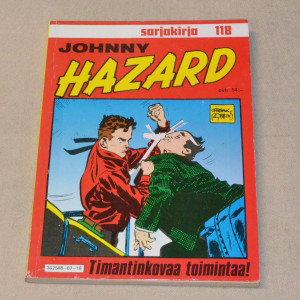 sarjakirja 118
JOHNNY
HAZARD
Timantinkovaa toimintaa!